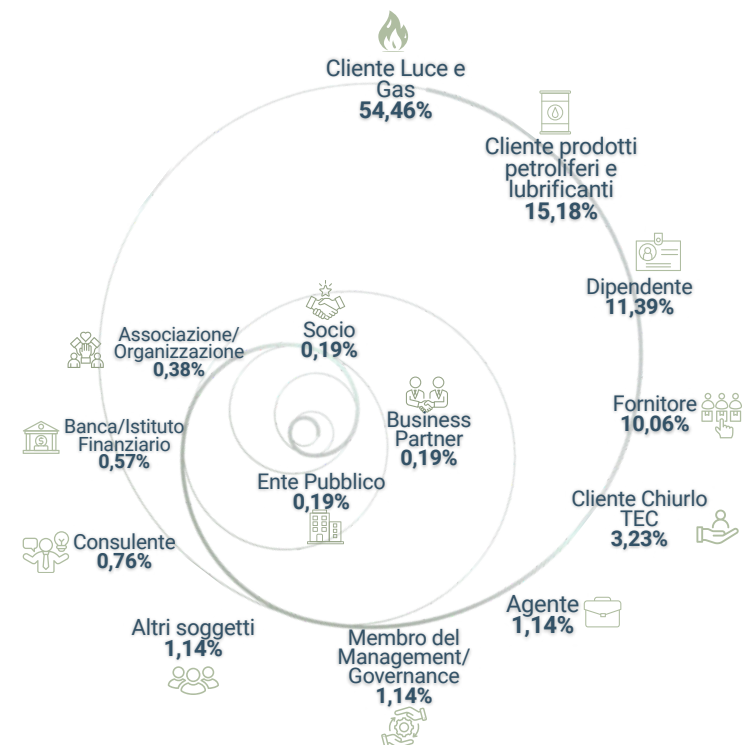 Cliente Luce e
Gas
54,46%
Cliente prodotti
petroliferi e
lubrificanti
15,18%
Dipendente
11,39%
Fornitore
10,06%
Cliente Chiurlo
TEC
3,23%
Agente
1,14%
Membro del
Management/
Governance
1,14%
Altri soggetti
1,14%
Consulente
0,76%
Banca/Istituto
Finanziario
0,57%
Associazione/
Organizzazione
0,38%
Socio
0,19%
Business
Partner
0,19%
Ente Pubblico
0,19%